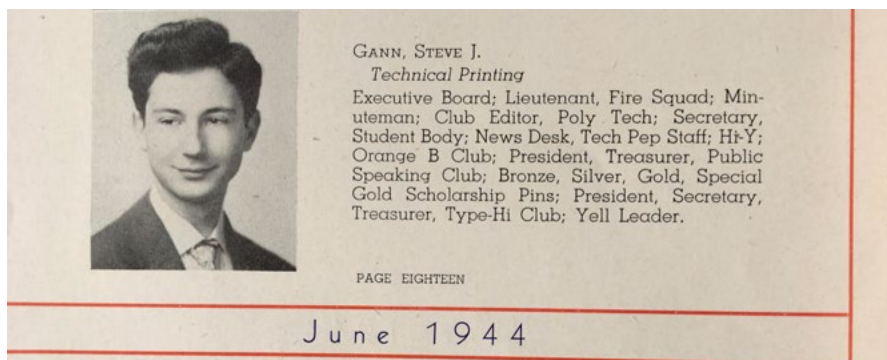 GANN, STEVE J.
Technical Printing
Executive Board; Lieutenant, Fire Squad; Min-
uteman; Club Editor, Poly Tech; Secretary,
Student Body; News Desk, Tech Pep Staff; Hi-Y;
Orange B Club; President, Treasurer, Public
Speaking Club; Bronze, Silver, Gold, Special
Gold Scholarship Pins; President, Secretary,
Treasurer, Type-Hi Club; Yell Leader.
PAGE EIGHTEEN
June 1944